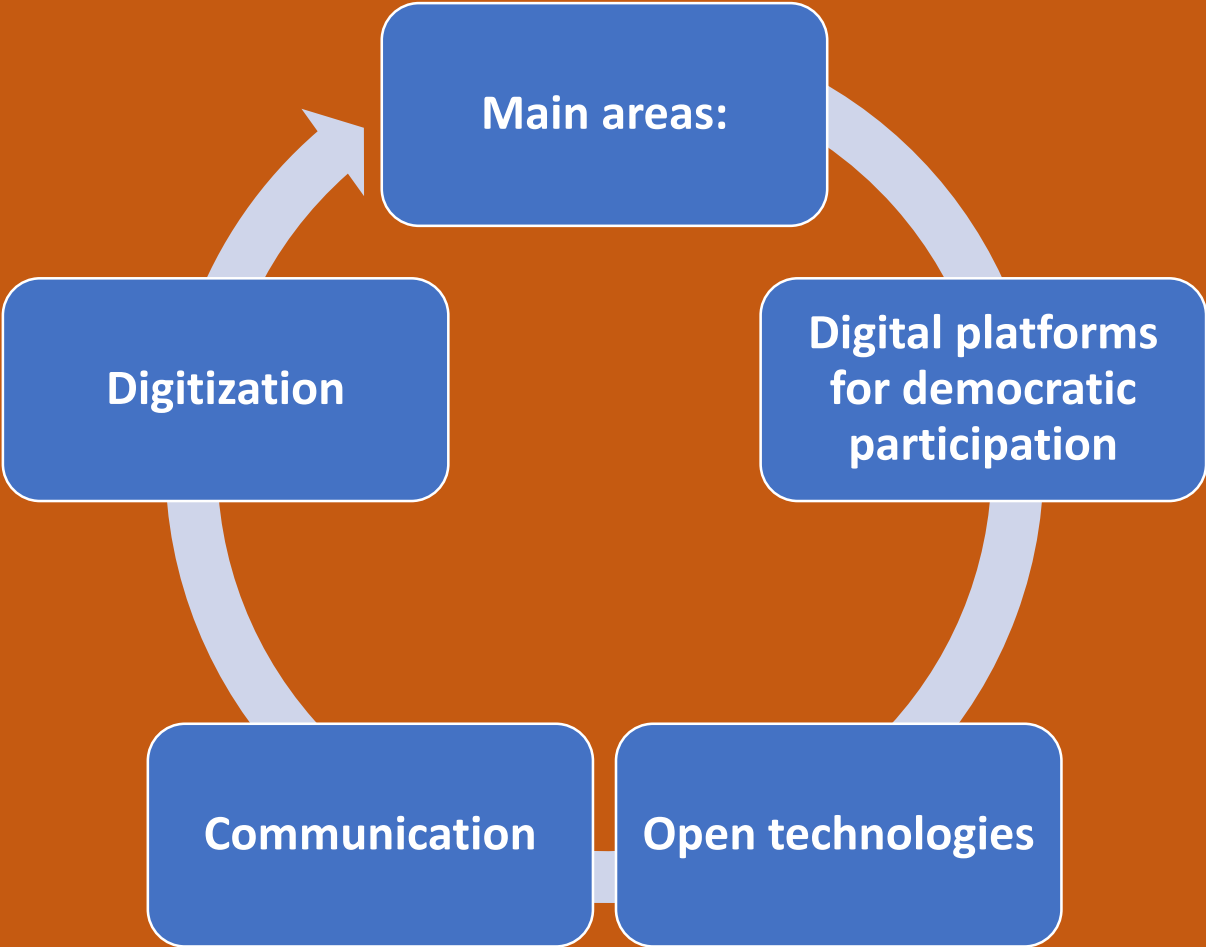 Main areas:
Digital platforms
for democratic
participation
Open technologies
Communication
Digitization